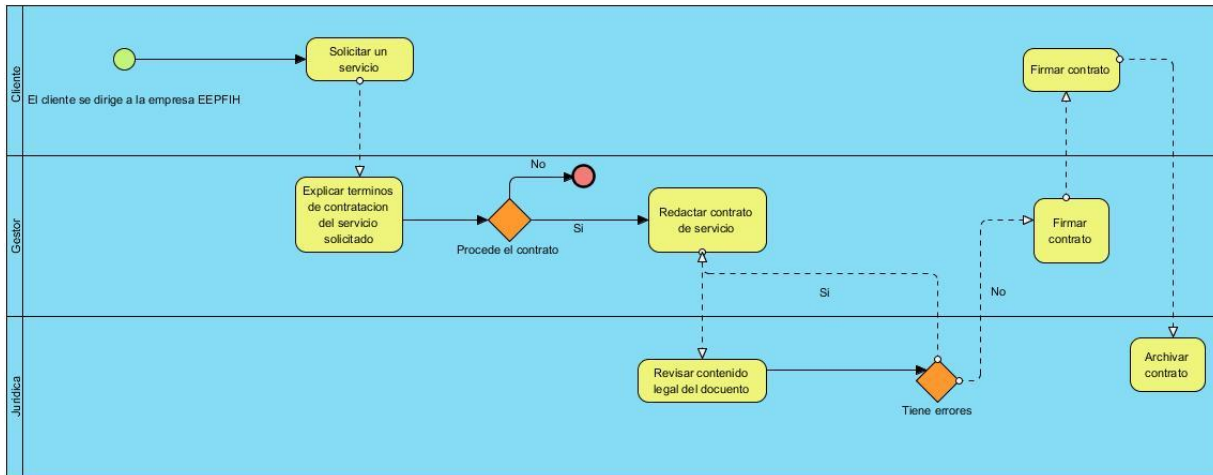 Cliente
Solicitar un
servicio
Firmar contrato
El cliente se dirige a la empresa EEPFIH
Gestor
Explicar terminos
de contratacion
del servicio
solicitado
No
Procede el contrato
Si
Redactar contrato
de servicio
Firmar
contrato
Si
No
Jurídica
Revisar contenido
legal del docuento
Tiene errores
Archivar
contrato